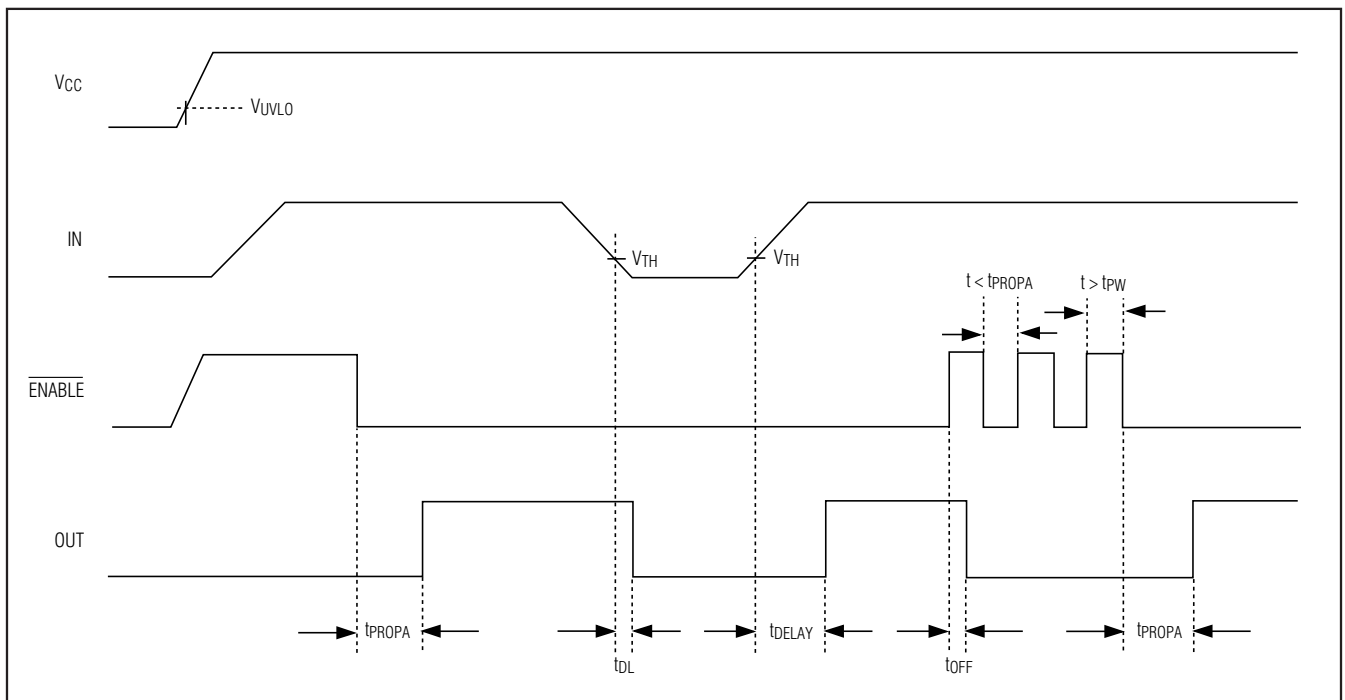 VCC
VUVLO
IN
VTH
VTH
t < tPROPA
t > tPW
ENABLE
OUT
tPROPA
tDL
tDELAY
tOFF
tPROPA